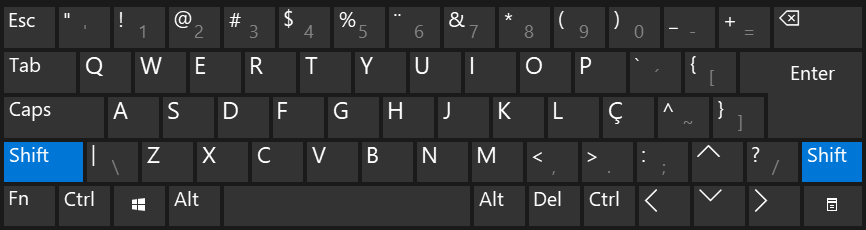 Esc " ' ! 1 @ 2 # 3 $ 4 % 5 ¨ 6 & 7 * 8 ( 9 ) 0 _ - + =
Tab Q W E R T Y U I O P ` ´ { [ Enter
Caps A S D F G H J K L Ç ^ ~ } ]
Shift | \ Z X C V B N M < , > . : ; ? / Shift
Fn Ctrl Alt Alt Del Ctrl